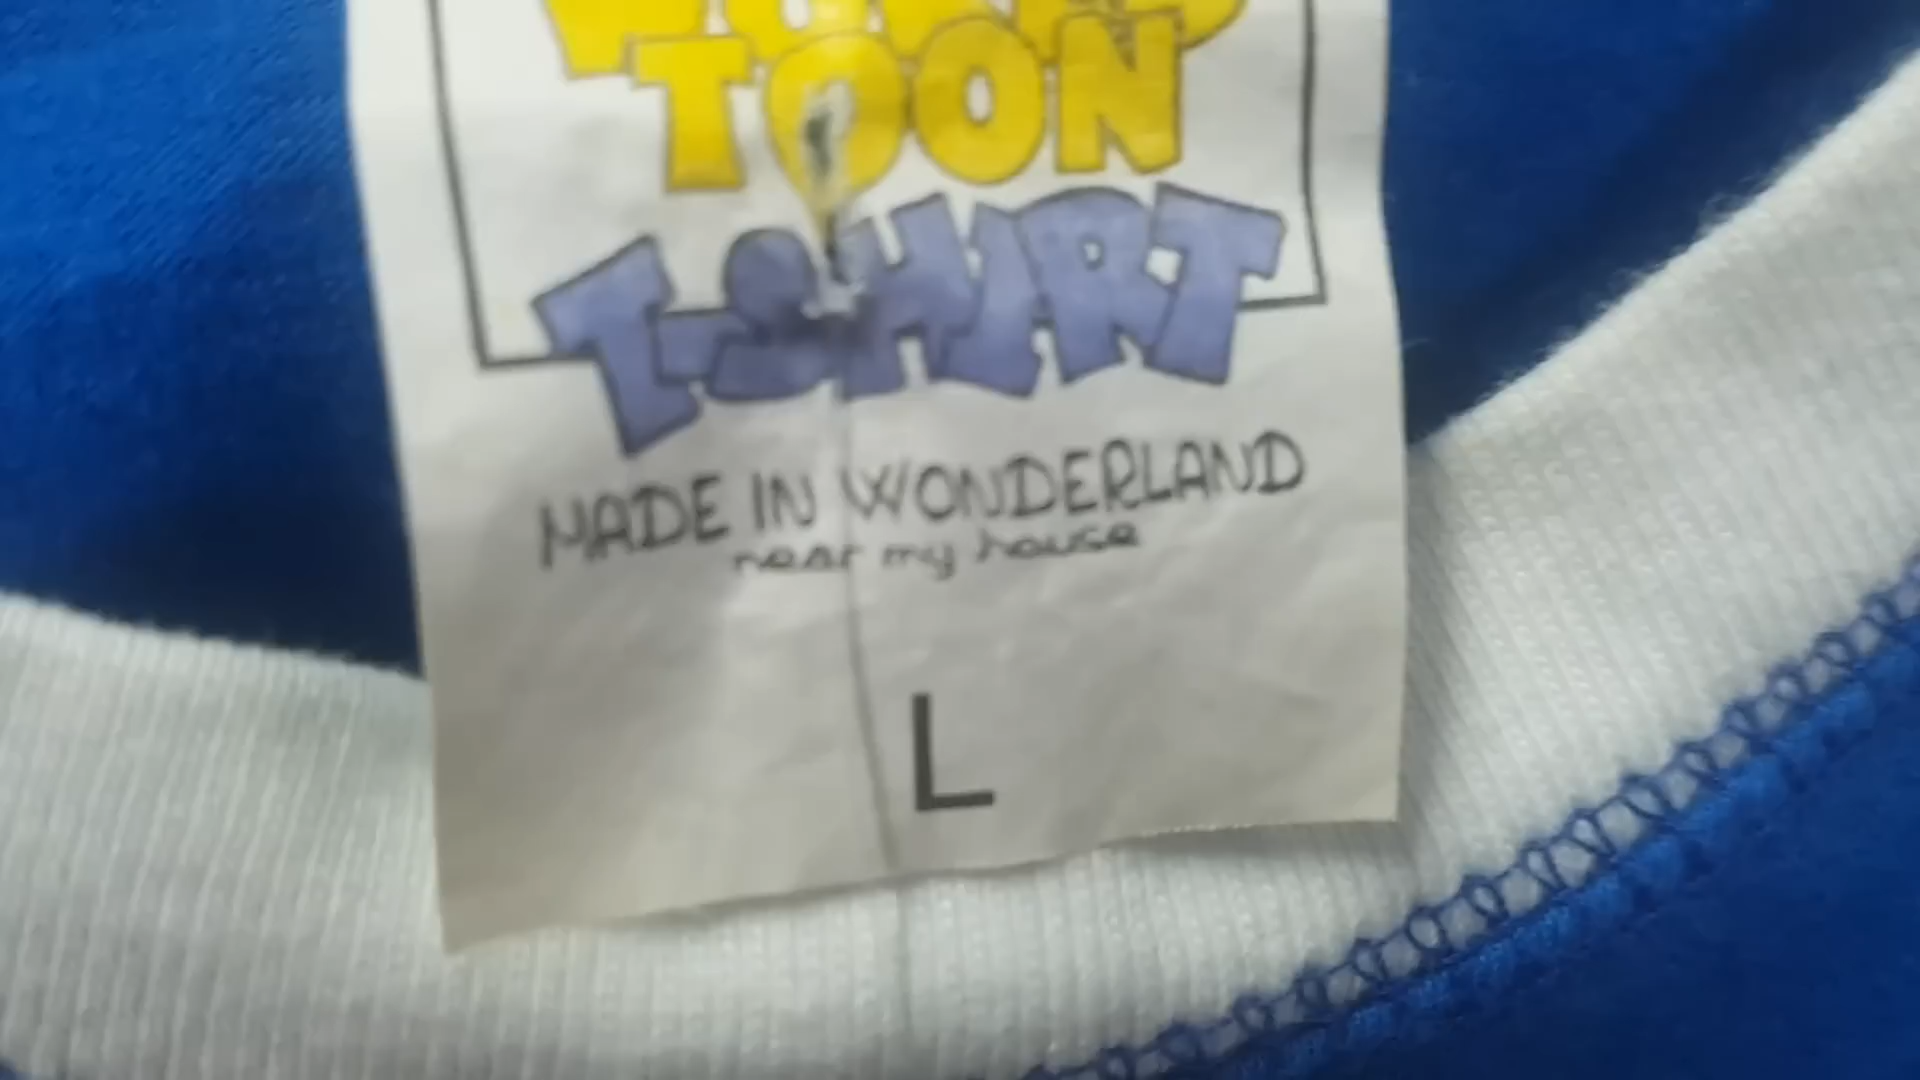 TOON
T-SHIRT
MADE IN WONDERLAND
near my house
L